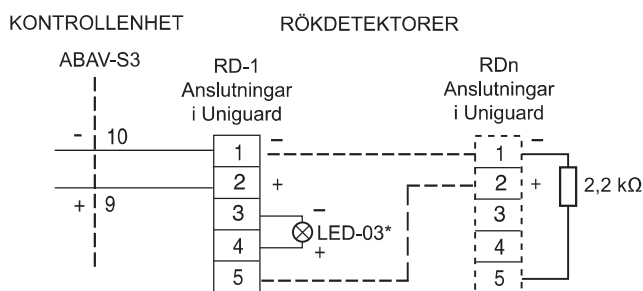 KONTROLLENHET
RÖKDETEKTORER
ABAV-S3
RD-1
Anslutningar
i Uniguard
RDn
Anslutningar
i Uniguard
- 10
+ 9
1 -
2 +
3 -
4 +
5
LED-03*
1 -
2 +
3
4
5
2,2 kΩ